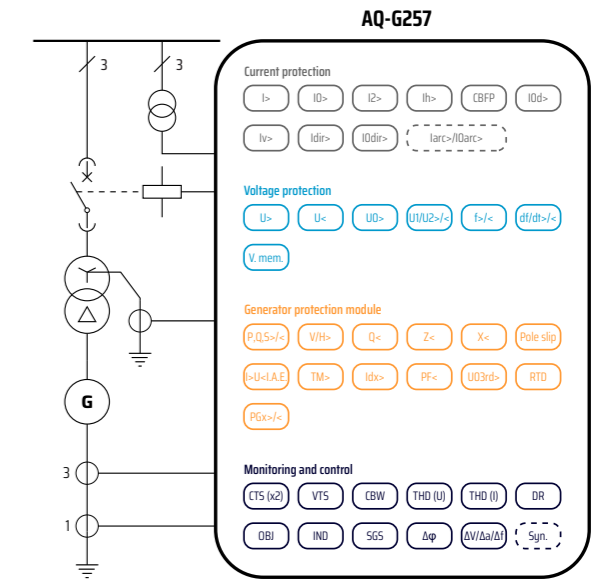 AQ-G257
3 3
Current protection
I> I0> I2> Ih> CBFP I0d>
Iv> Idir> I0dir> Iarc>/I0arc>
Voltage protection
U> U< U0> U1/U2>/< f>/< df/dt>/<
V. mem.
Generator protection module
P,Q,S>/< V/H> Q< Z< X< Pole slip
I>U<I.A.E. TM> Idx> PF< U03rd> RTD
G
PGx>/<
Monitoring and control
3
CTS (x2) VTS CBW THD (U) THD (I) DR
1
OBJ IND SGS Δφ ΔV/Δa/Δf Syn.